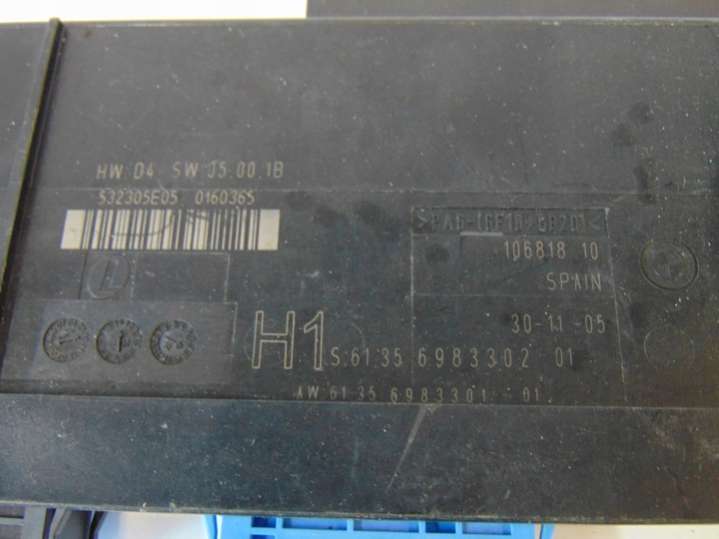 HW 04 SW 05.00.1B
532305E05 0160365
106818 10
SPAIN
30-11-05
H1
S:61.35 6983302 01
AW 61.35 6983301 01